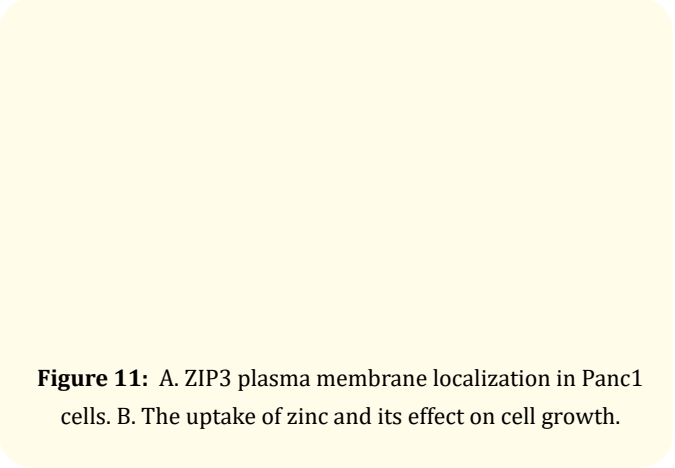 Figure 11: A. ZIP3 plasma membrane localization in Panc1
cells. B. The uptake of zinc and its effect on cell growth.